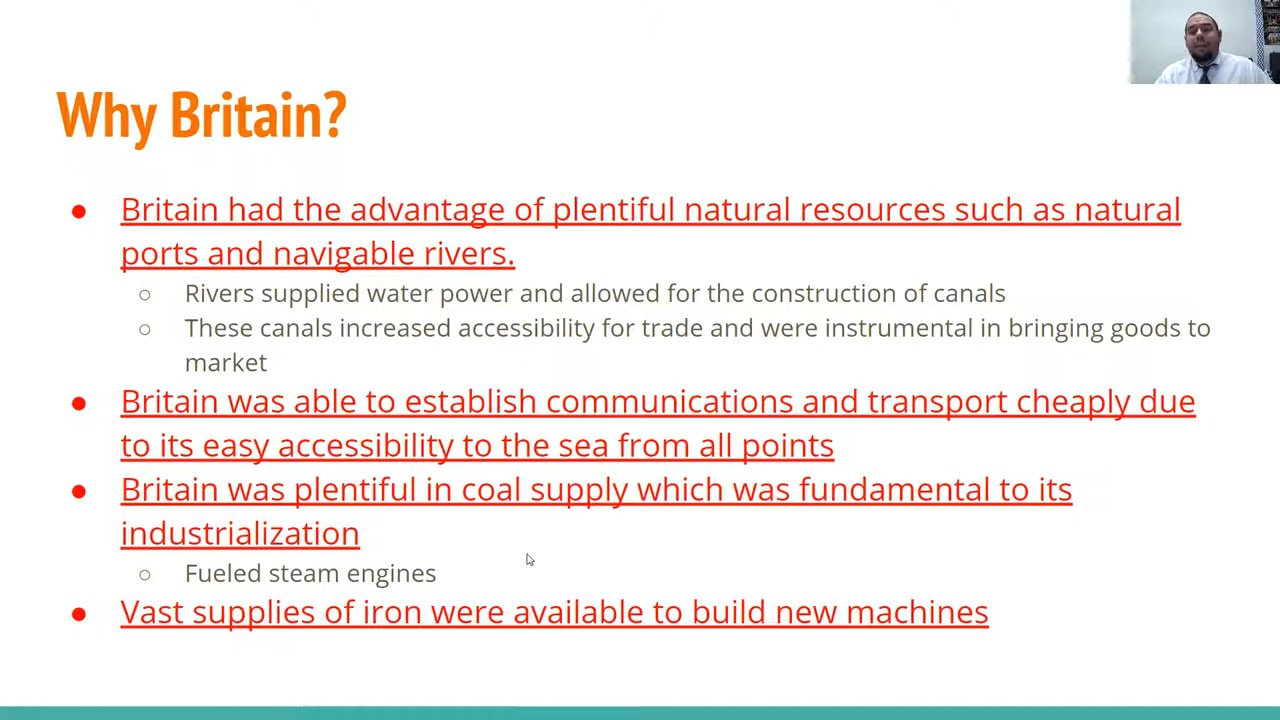 Why Britain?
● Britain had the advantage of plentiful natural resources such as natural
ports and navigable rivers.
○ Rivers supplied water power and allowed for the construction of canals
○ These canals increased accessibility for trade and were instrumental in bringing goods to
market
● Britain was able to establish communications and transport cheaply due
to its easy accessibility to the sea from all points
● Britain was plentiful in coal supply which was fundamental to its
industrialization
○ Fueled steam engines
● Vast supplies of iron were available to build new machines